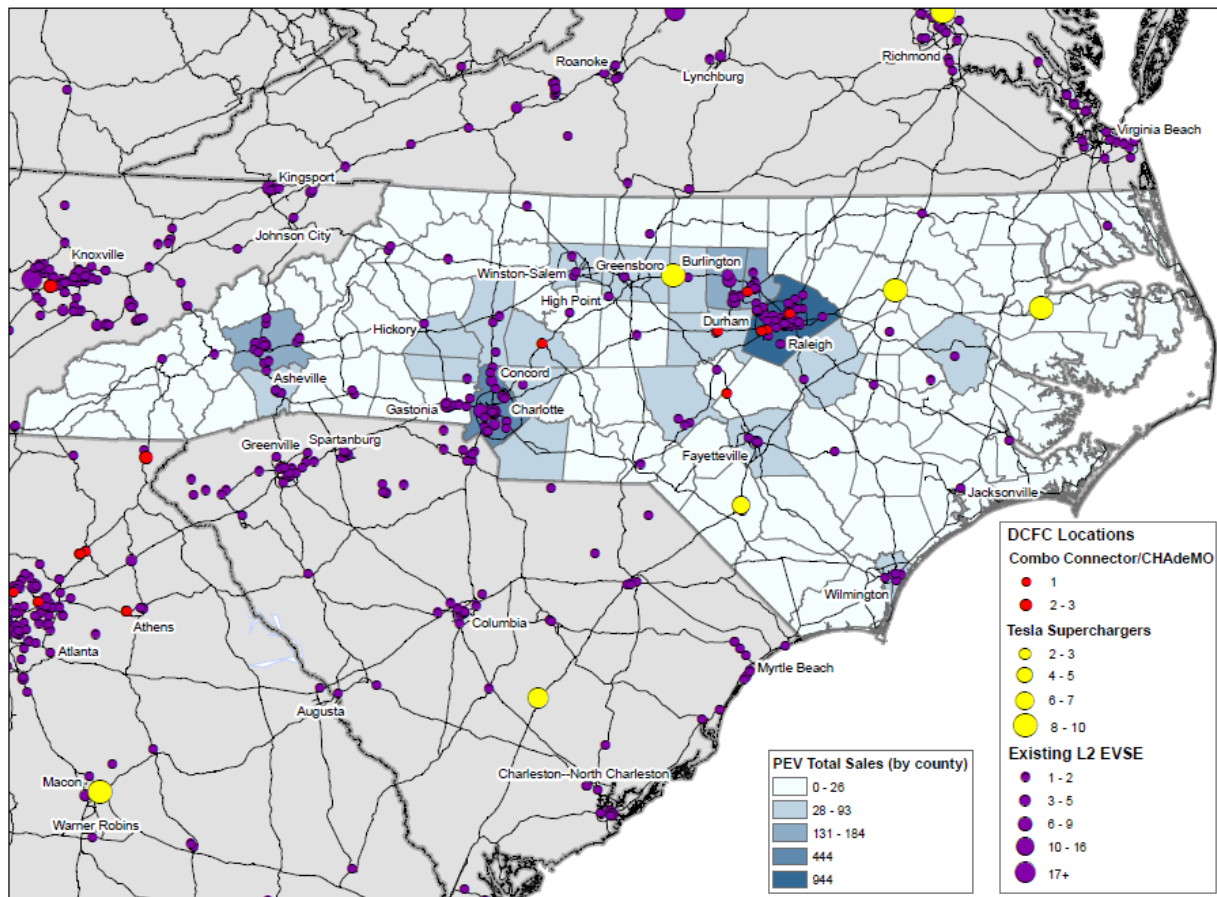 Roanoke
Lynchburg
Richmond
Virginia Beach
Kingsport
Johnson City
Knoxville
Winston-Salem
Greensboro
Burlington
High Point
Durham
Hickory
Raleigh
Concord
Asheville
Gastonia
Charlotte
Greenville
Spartanburg
Fayetteville
Jacksonville
Wilmington
Columbia
Athens
Atlanta
Myrtle Beach
Augusta
Macon
Charleston--North Charleston
Warner Robins
PEV Total Sales (by county)
0 - 26
28 - 93
131 - 184
444
944
DCFC Locations
Combo Connector/CHAdeMO
1
2 - 3
Tesla Superchargers
2 - 3
4 - 5
6 - 7
8 - 10
Existing L2 EVSE
1 - 2
3 - 5
6 - 9
10 - 16
17+